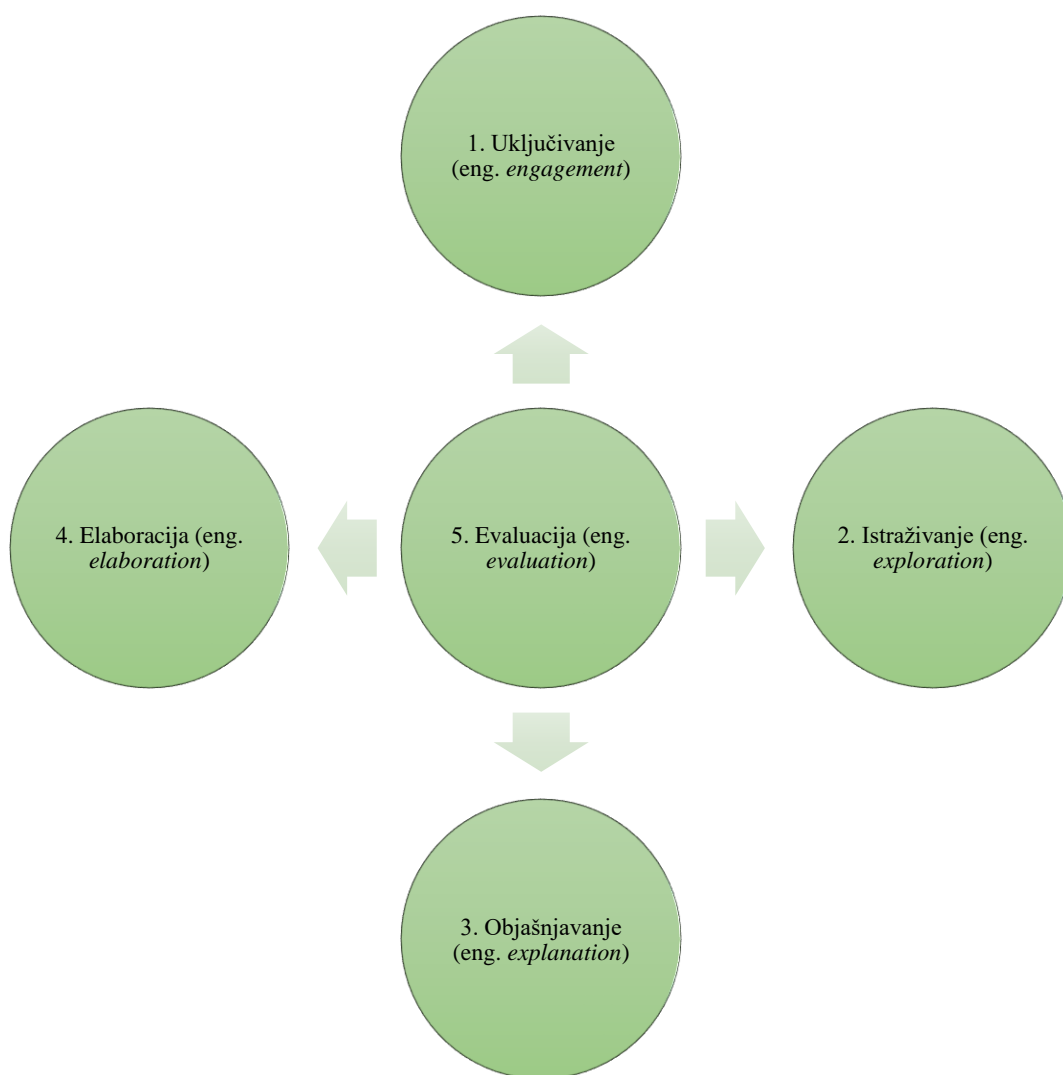 1. Uključivanje
(eng. engagement)
4. Elaboracija (eng.
elaboration)
5. Evaluacija (eng.
evaluation)
2. Istraživanje (eng.
exploration)
3. Objašnjavanje
(eng. explanation)